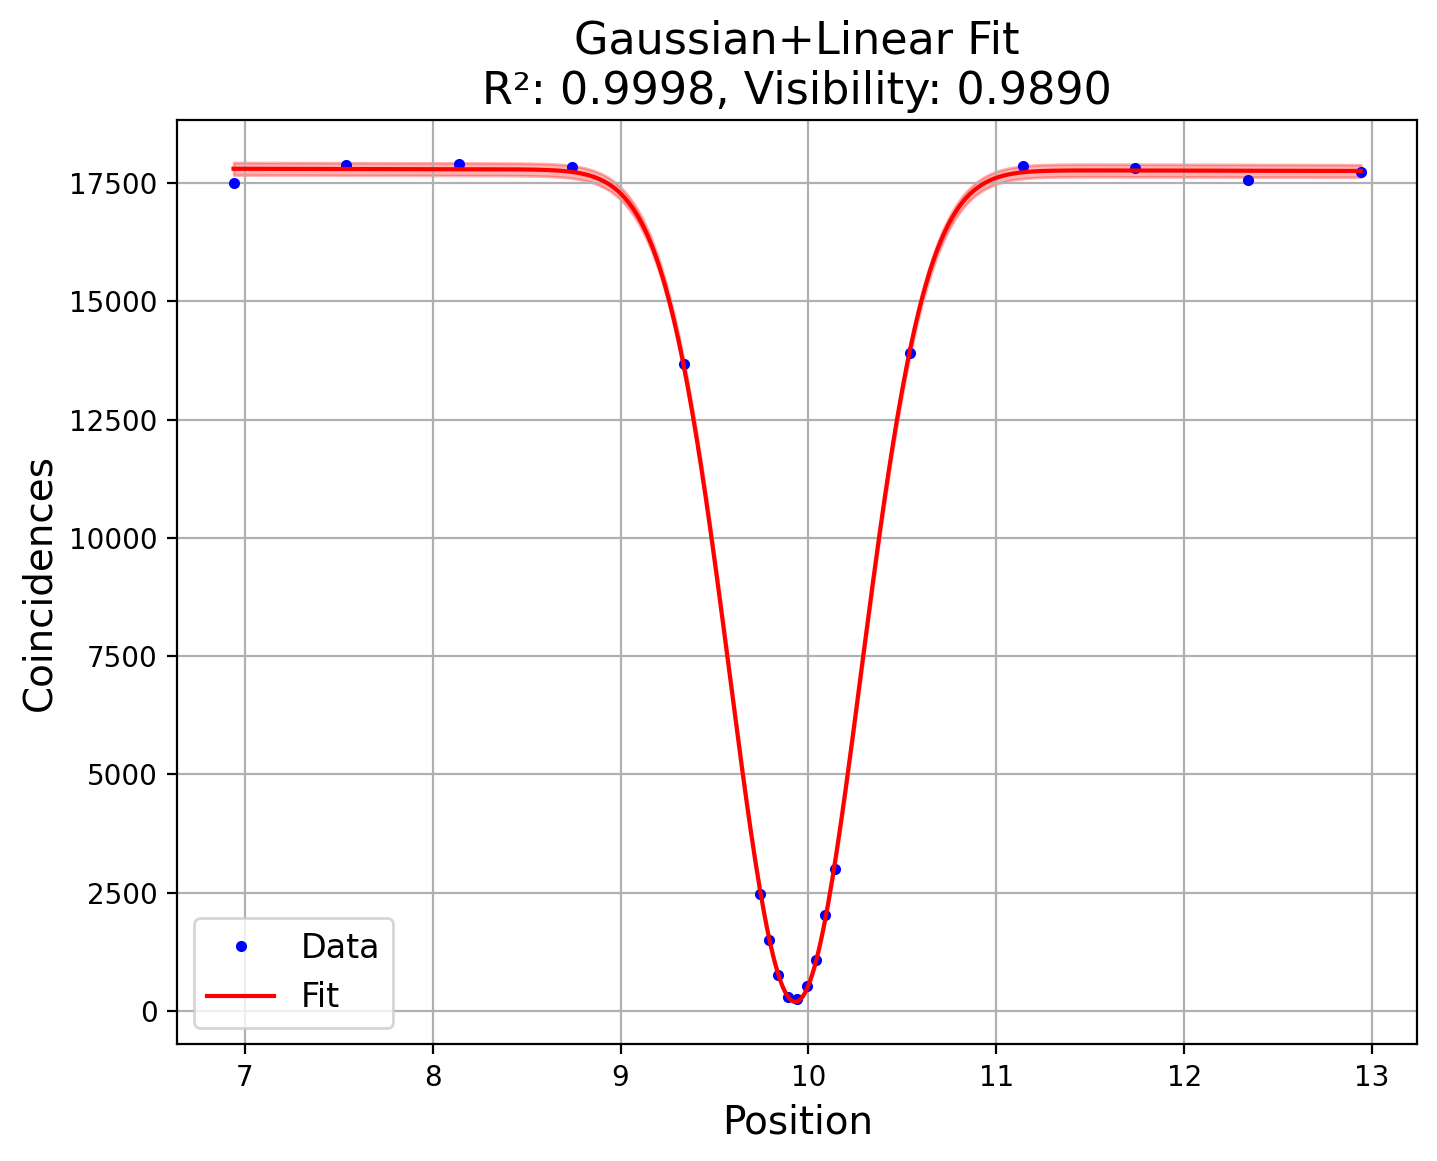 Gaussian+Linear Fit
R²: 0.9998, Visibility: 0.9890
17500
15000
12500
10000
7500
5000
2500
0
Coincidences
Data
Fit
7 8 9 10 11 12 13
Position